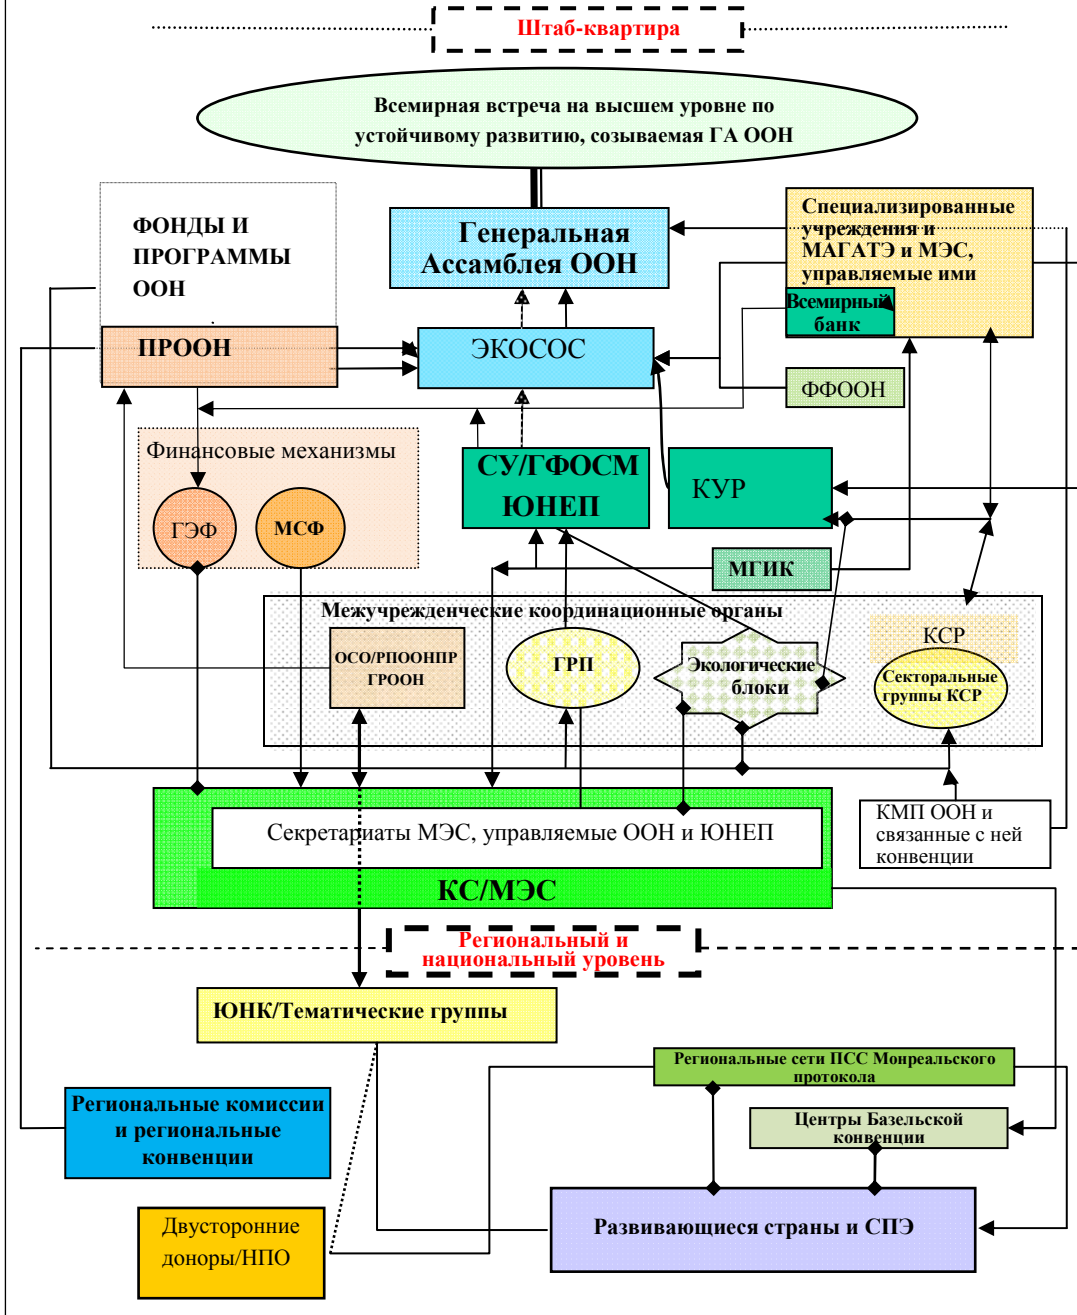 Штаб-квартира
Всемирная встреча на высшем уровне по
устойчивому развитию, созываемая ГА ООН
ФОНДЫ И
ПРОГРАММЫ
ООН
Генеральная
Ассамблея ООН
Специализированные
учреждения и
МАГАТЭ и МЭС,
управляемые ими
Всемирный
банк
ПРООН
ЭКОСОС
ФФООН
Финансовые механизмы
ГЭФ
МСФ
СУ/ГФОСМ
ЮНЕП
КУР
МГИК
Межучрежденческие координационные органы
ОСО/РПООНПР
ГРООН
ГРП
Экологические
блоки
КСР
Секторальные
группы КСР
Секретариаты МЭС, управляемые ООН и ЮНЕП
КС/МЭС
КМП ООН и
связанные с ней
конвенции
Региональный и
национальный уровень
ЮНК/Тематические группы
Региональные сети ПСС Монреальского
протокола
Региональные комиссии
и региональные
конвенции
Центры Базельской
конвенции
Двусторонние
доноры/НПО
Развивающиеся страны и СПЭ